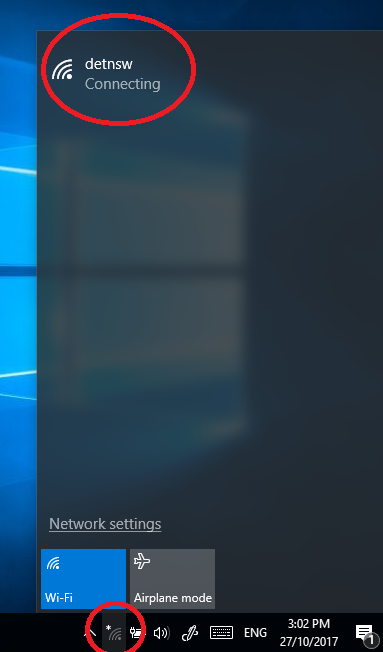 detnsw
Connecting
Network settings
Wi-Fi
Airplane mode
ENG
3:02 PM
27/10/2017
1